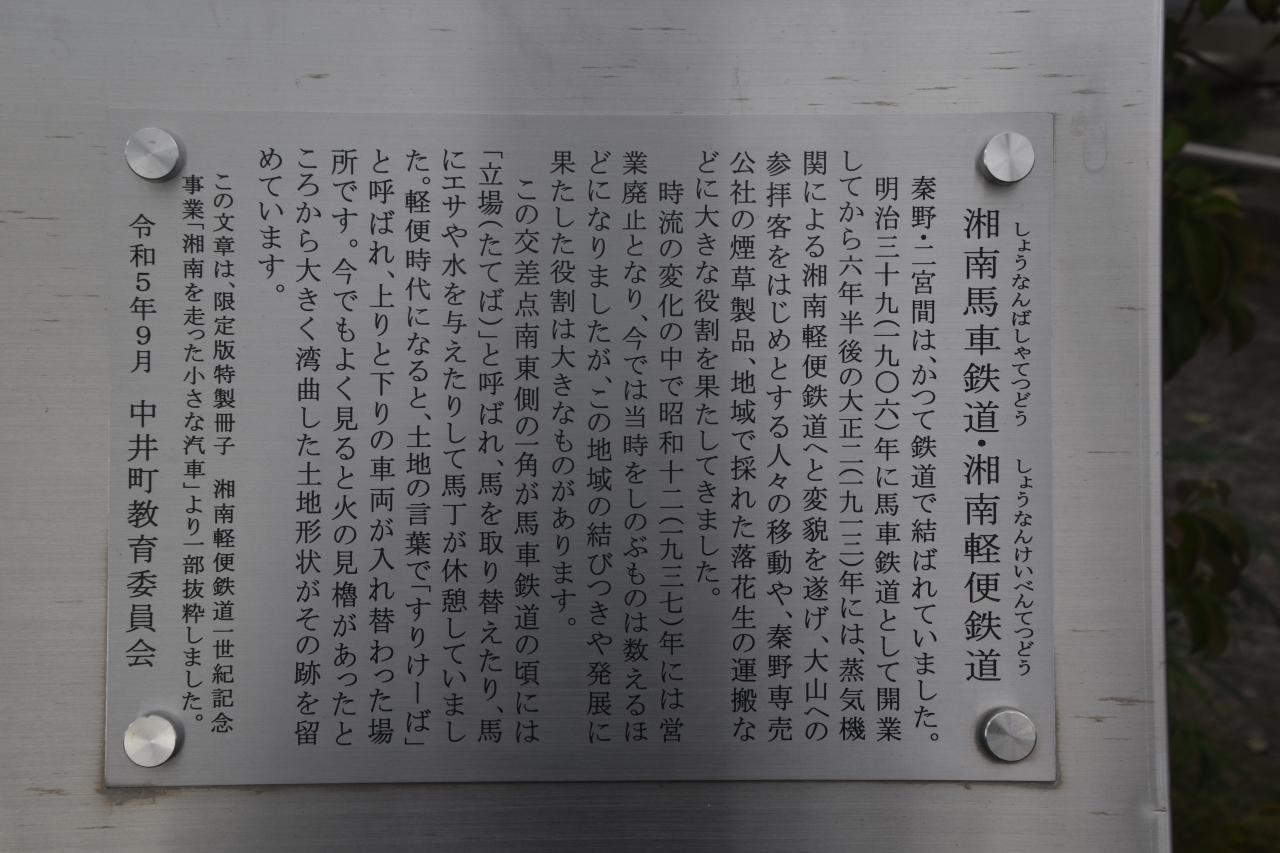 しょうなんばしゃてつどう　しょうなんけいべんてつどう
湘南馬車鉄道・湘南軽便鉄道
秦野・二宮間は、かつて鉄道で結ばれていました。
明治三十九（一九〇六）年に馬車鉄道として開業
してから六年半後の大正二（一九一三）年には、蒸気機
関による湘南軽便鉄道へと変貌を遂げ、大山への
参拝客をはじめとする人々の移動や、秦野専売
公社の煙草製品、地域で採れた落花生の運搬な
どに大きな役割を果たしてきました。
時流の変化の中で昭和十二（一九三七）年には営
業廃止となり、今では当時をしのぶものは数えるほ
どになりましたが、この地域の結びつきや発展に
果たした役割は大きなものがあります。
この交差点南東側の一角が馬車鉄道の頃には
「立場（たてば）」と呼ばれ、馬を取り替えたり、馬
にエサや水を与えたりして馬丁が休憩していまし
た。軽便時代になると、土地の言葉で「すりけーば」
と呼ばれ、上りと下りの車両が入れ替わった場
所です。今でもよく見ると火の見櫓があったと
ころから大きく湾曲した土地形状がその跡を留
めています。
この文章は、限定版特製冊子　湘南軽便鉄道一世紀記念
事業「湘南を走った小さな汽車」より一部抜粋しました。
令和５年９月　中井町教育委員会